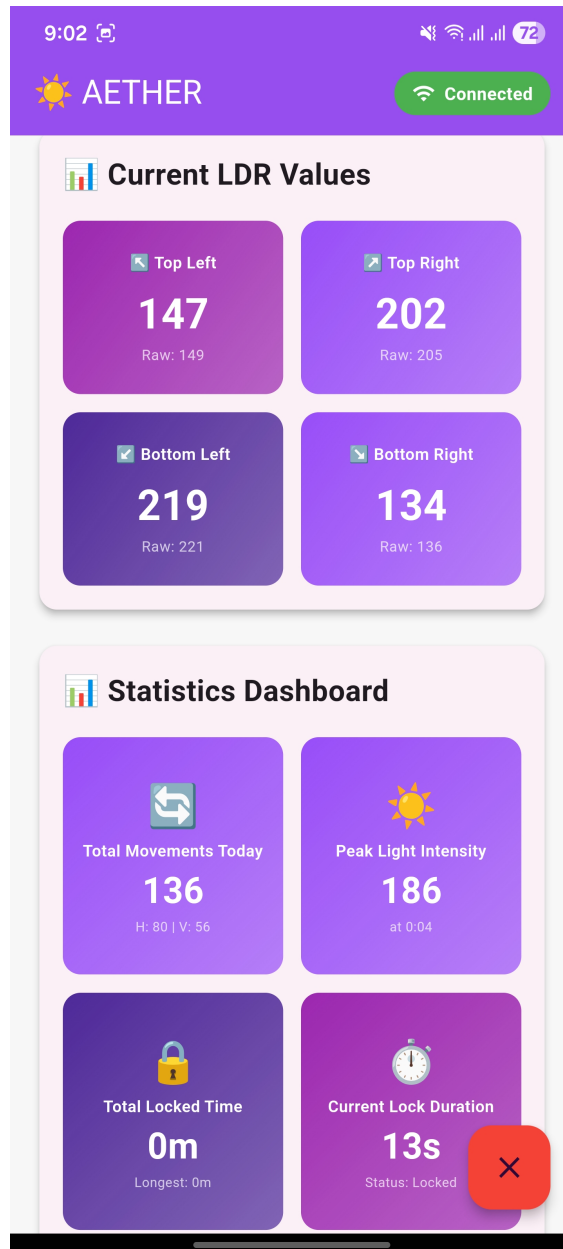 9:02
72
AETHER
Connected
Current LDR Values
Top Left
147
Raw: 149
Top Right
202
Raw: 205
Bottom Left
219
Raw: 221
Bottom Right
134
Raw: 136
Statistics Dashboard
Total Movements Today
136
H: 80 | V: 56
Peak Light Intensity
186
at 0:04
Total Locked Time
0m
Longest: 0m
Current Lock Duration
13s
Status: Locked